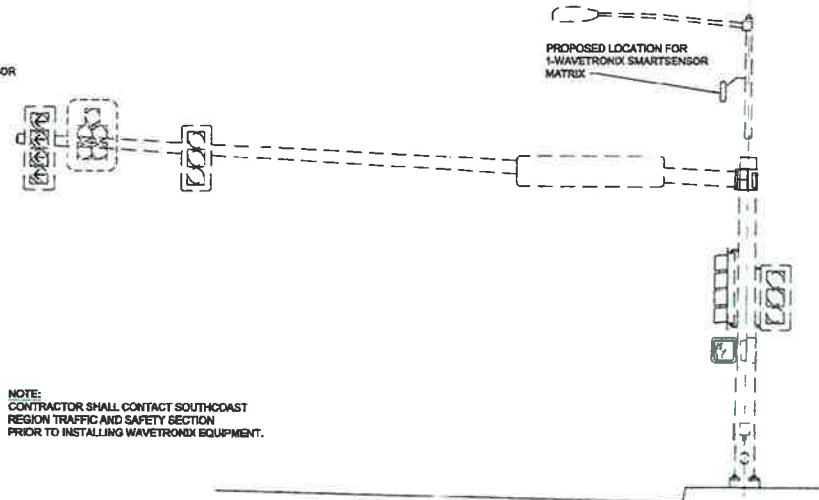 PROPOSED LOCATION FOR
1-WAVETRONIX SMARTSENSOR
MATRIX
OR
NOTE:
CONTRACTOR SHALL CONTACT SOUTHCOAST
REGION TRAFFIC AND SAFETY SECTION
PRIOR TO INSTALLING WAVETRONIX EQUIPMENT.